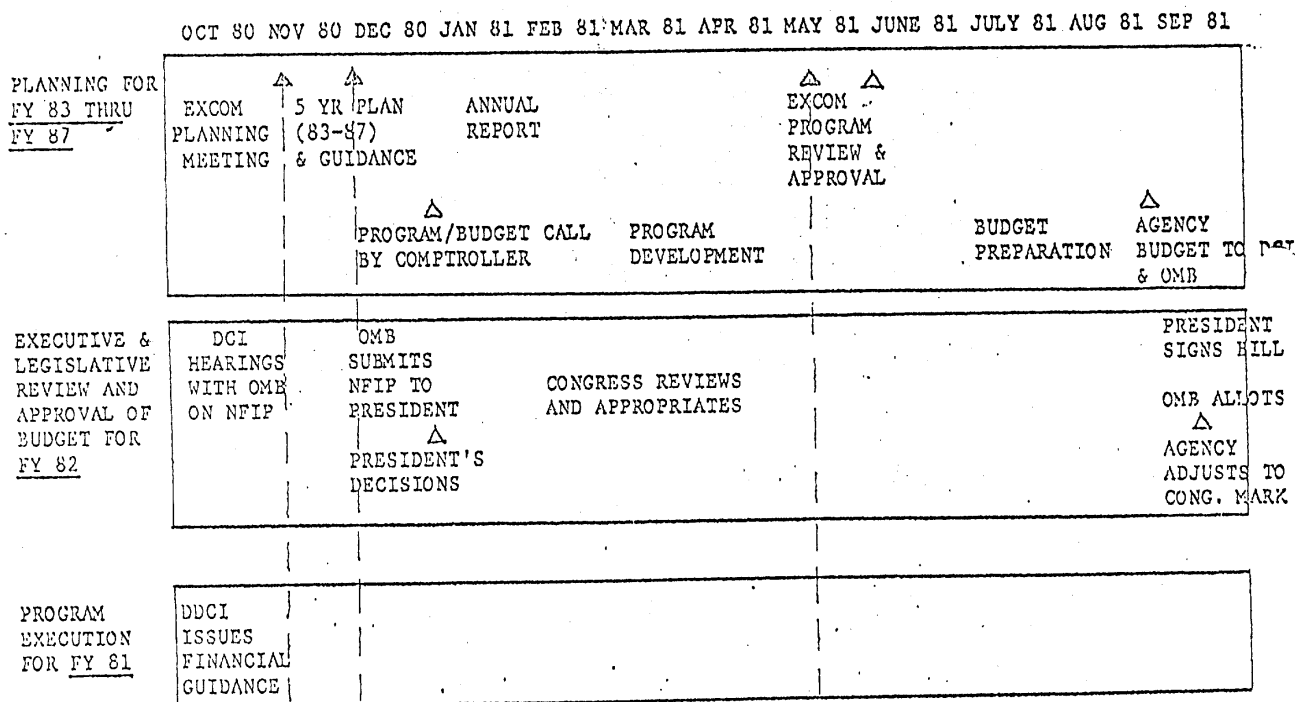 OCT 80 NOV 80 DEC 80 JAN 81 FEB 81 MAR 81 APR 81 MAY 81 JUNE 81 JULY 81 AUG 81 SEP 81
PLANNING FOR
FY 83 THRU
FY 87
EXCOM
PLANNING
MEETING
5 YR PLAN
(83-87)
& GUIDANCE
ANNUAL
REPORT
EXCOM
PROGRAM
REVIEW &
APPROVAL
PROGRAM/BUDGET CALL
BY COMPTROLLER
PROGRAM
DEVELOPMENT
BUDGET
PREPARATION
AGENCY
BUDGET TO
& OMB
EXECUTIVE &
LEGISLATIVE
REVIEW AND
APPROVAL OF
BUDGET FOR
FY 82
DCI
HEARINGS
WITH OMB
ON NFIP
OMB
SUBMITS
NFIP TO
PRESIDENT
PRESIDENT'S
DECISIONS
CONGRESS REVIEWS
AND APPROPRIATES
PRESIDENT
SIGNS BILL
OMB ALLOTS
AGENCY
ADJUSTS TO
CONG. MARK
PROGRAM
EXECUTION
FOR FY 81
DDCI
ISSUES
FINANCIAL
GUIDANCE